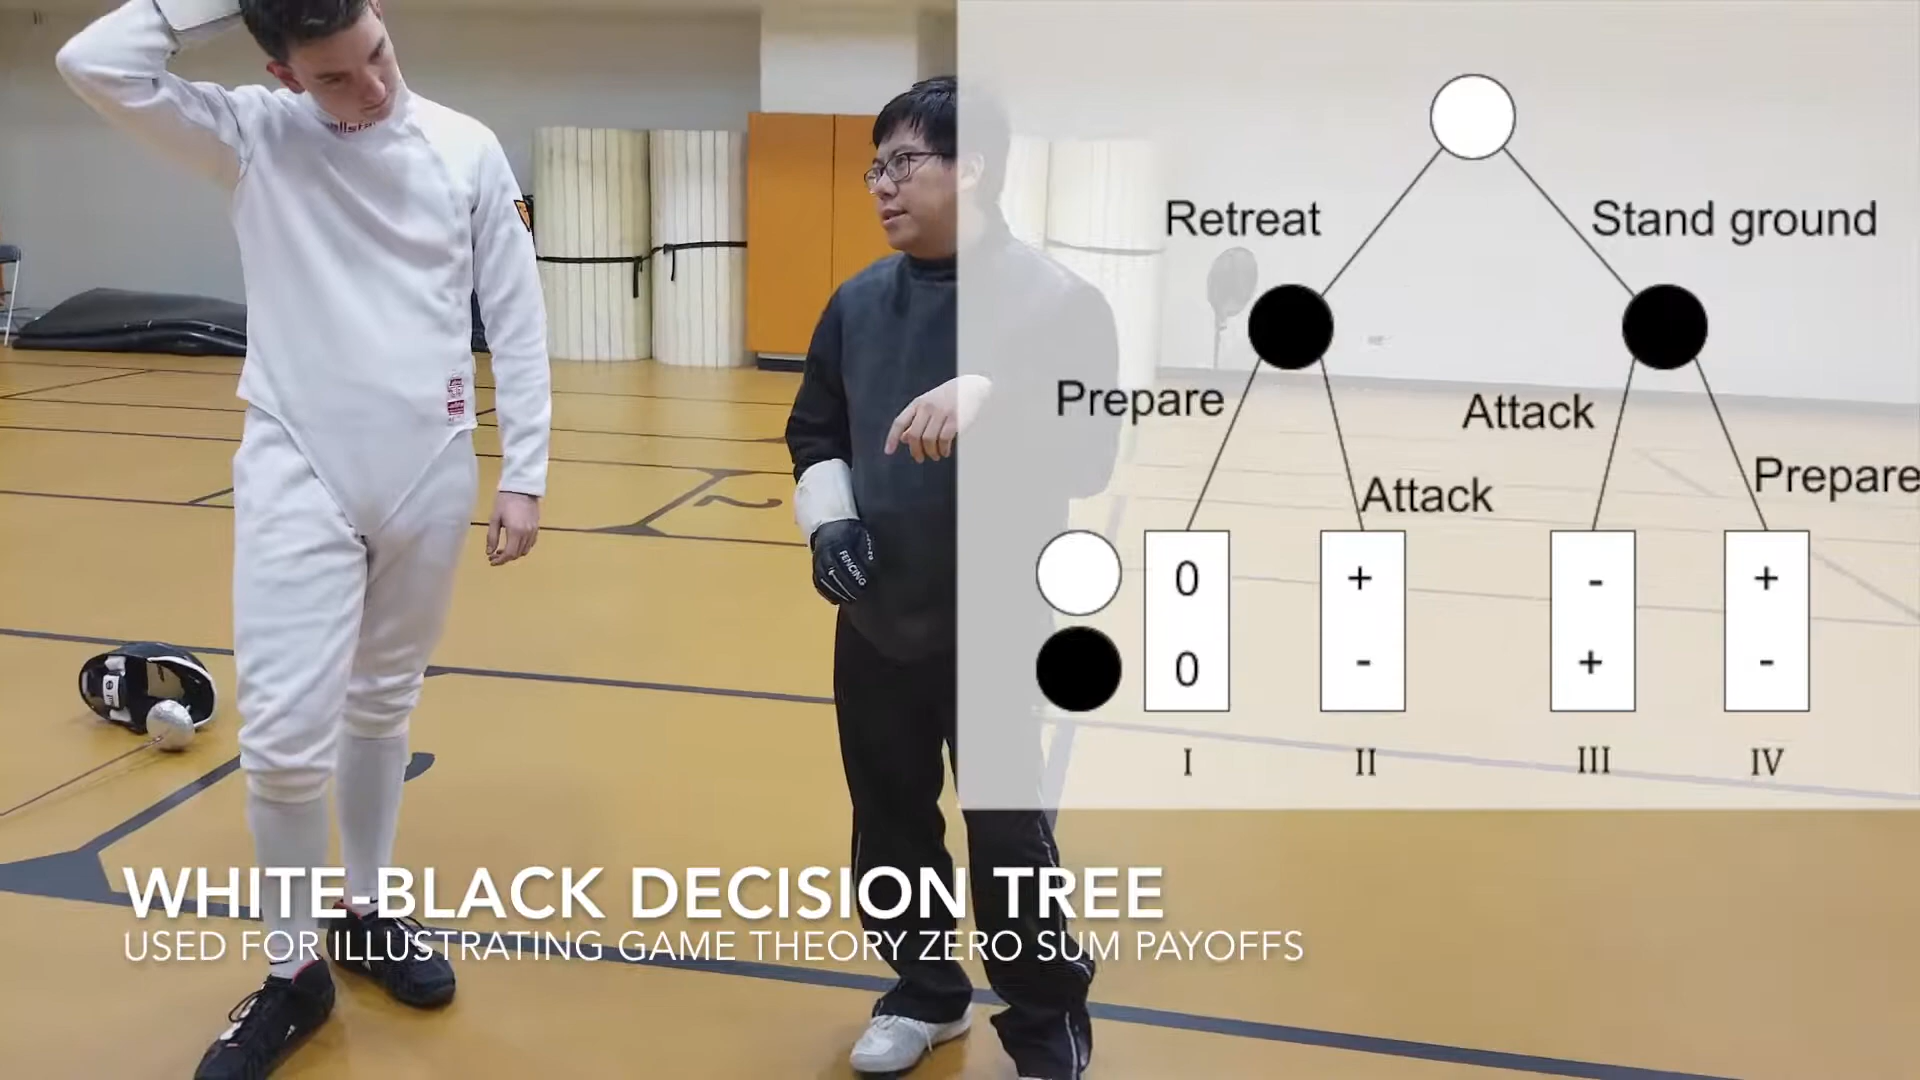 Retreat
Stand ground
Prepare
Attack
Attack
Prepare
0 + - +
0 - + -
I II III IV
FENCING
WHITE-BLACK DECISION TREE
USED FOR ILLUSTRATING GAME THEORY ZERO SUM PAYOFFS